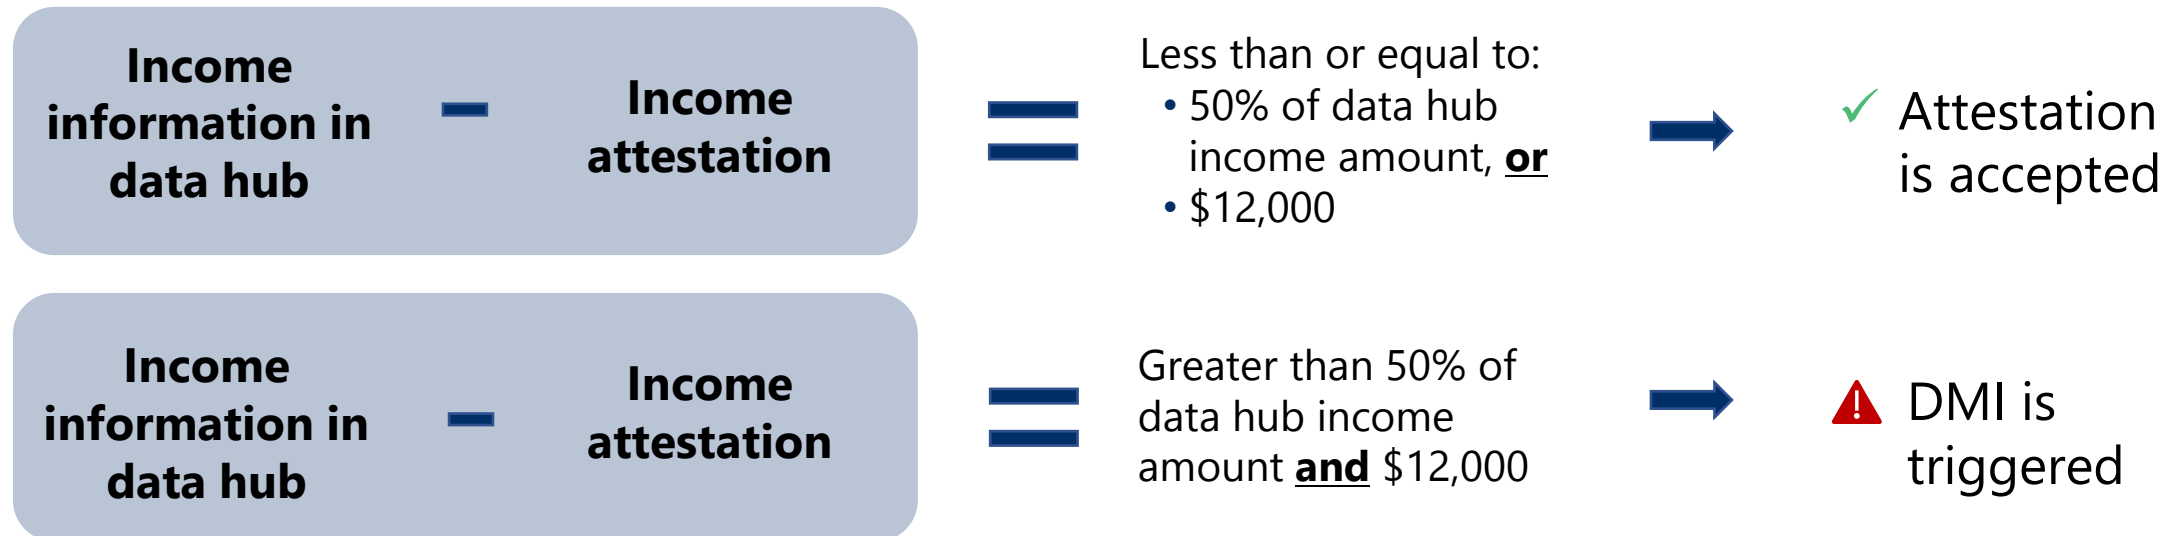 Income
information in
data hub
Income
attestation
Less than or equal to:
• 50% of data hub
income amount, or
• $12,000
Attestation
is accepted
Income
information in
data hub
Income
attestation
Greater than 50% of
data hub income
amount and $12,000
DMI is
triggered